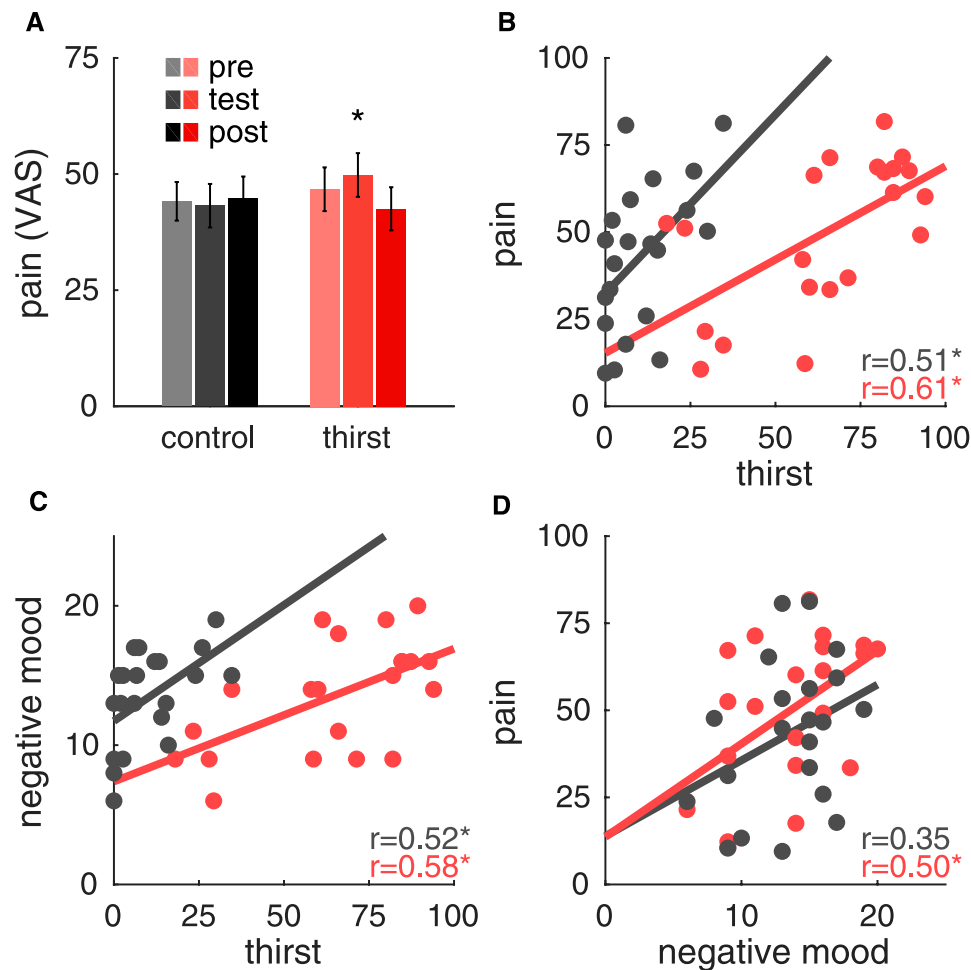 A
75
50
25
0
pain (VAS)
pre
test
post
*
control
thirst
B
100
75
50
25
0
pain
r=0.51*
r=0.61*
0
25
50
75
100
thirst
C
20
10
0
negative mood
r=0.52*
r=0.58*
0
25
50
75
100
thirst
D
100
75
50
25
0
pain
r=0.35
r=0.50*
0
10
20
negative mood